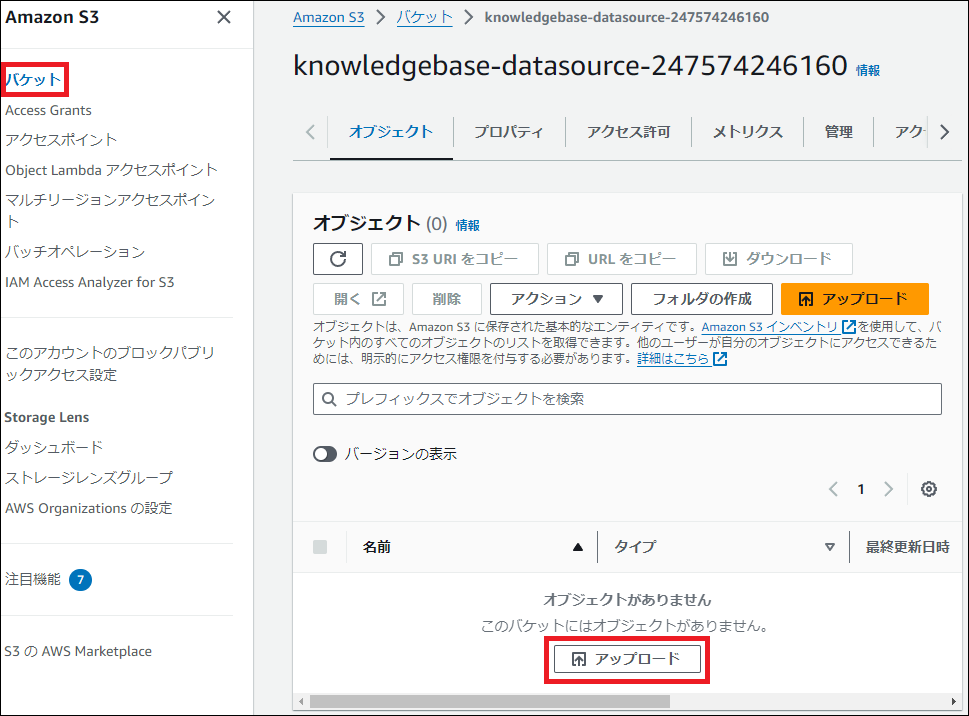 Amazon S3
バケット
Access Grants
アクセスポイント
Object Lambda アクセスポイント
マルチリージョンアクセスポイン
ト
バッチオペレーション
IAM Access Analyzer for S3
このアカウントのブロックパブリ
ックアクセス設定
Storage Lens
ダッシュボード
ストレージレンズグループ
AWS Organizations の設定
注目機能 7
S3 の AWS Marketplace
Amazon S3 > バケット > knowledgebase-datasource-247574246160
knowledgebase-datasource-247574246160 情報
オブジェクト プロパティ アクセス許可 メトリクス 管理 アク
オブジェクト (0) 情報
S3 URI をコピー URL をコピー ダウンロード
開く 削除 アクション フォルダの作成 アップロード
オブジェクトは、Amazon S3 に保存された基本的なエンティティです。Amazon S3 インベントリ を使用して、バ
ケット内のすべてのオブジェクトのリストを取得できます。他のユーザーが自分のオブジェクトにアクセスできるた
めには、明示的にアクセス権限を付与する必要があります。詳細はこちら
プレフィックスでオブジェクトを検索
バージョンの表示
1
名前 タイプ 最終更新日時
オブジェクトがありません
このバケットにはオブジェクトがありません。
アップロード